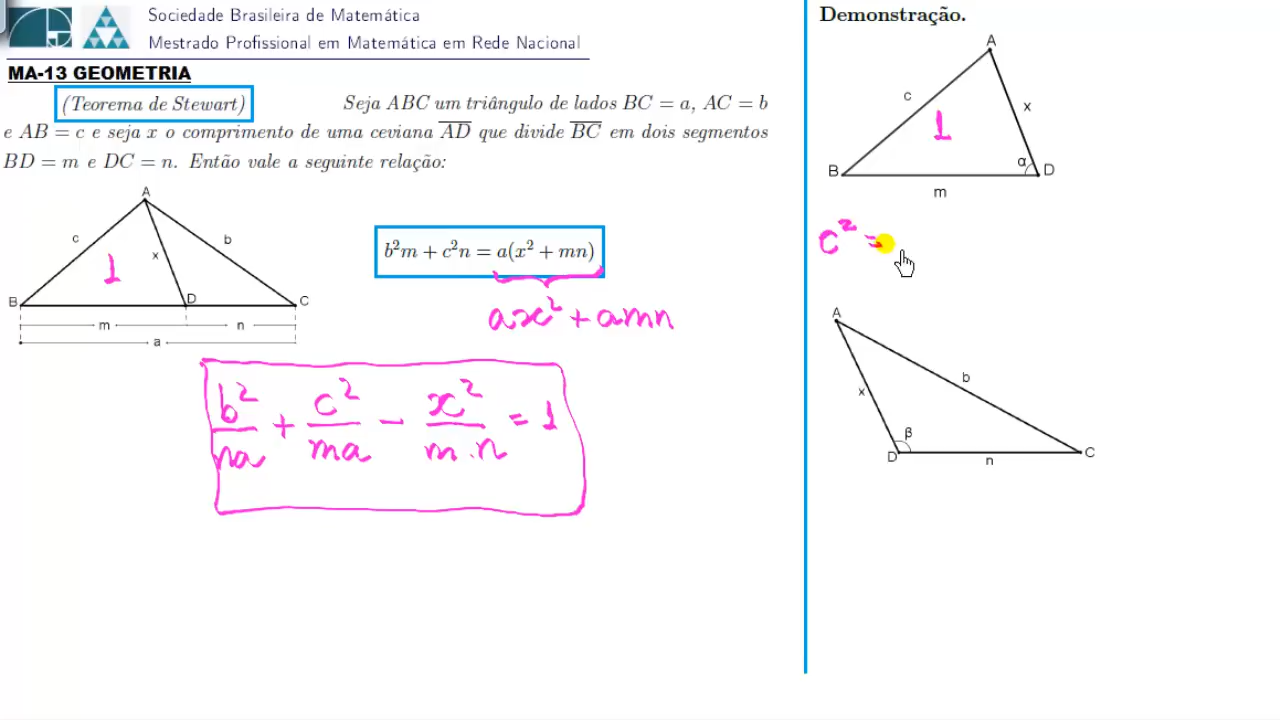 Sociedade Brasileira de Matemática
Mestrado Profissional em Matemática em Rede Nacional
MA-13 GEOMETRIA
(Teorema de Stewart) Seja ABC um triângulo de lados BC = a, AC = b
e AB = c e seja x o comprimento de uma ceviana A̅D̅ que divide B̅C̅ em dois segmentos
BD = m e DC = n. Então vale a seguinte relação:
A
c
b
x
1
B
D
C
m
n
a
b²m + c²n = a(x² + mn)
ax² + amn
b²/na + c²/ma − x²/m.n = 1
Demonstração.
A
c
x
1
α
B
D
m
c² =
A
b
x
β
D
n
C